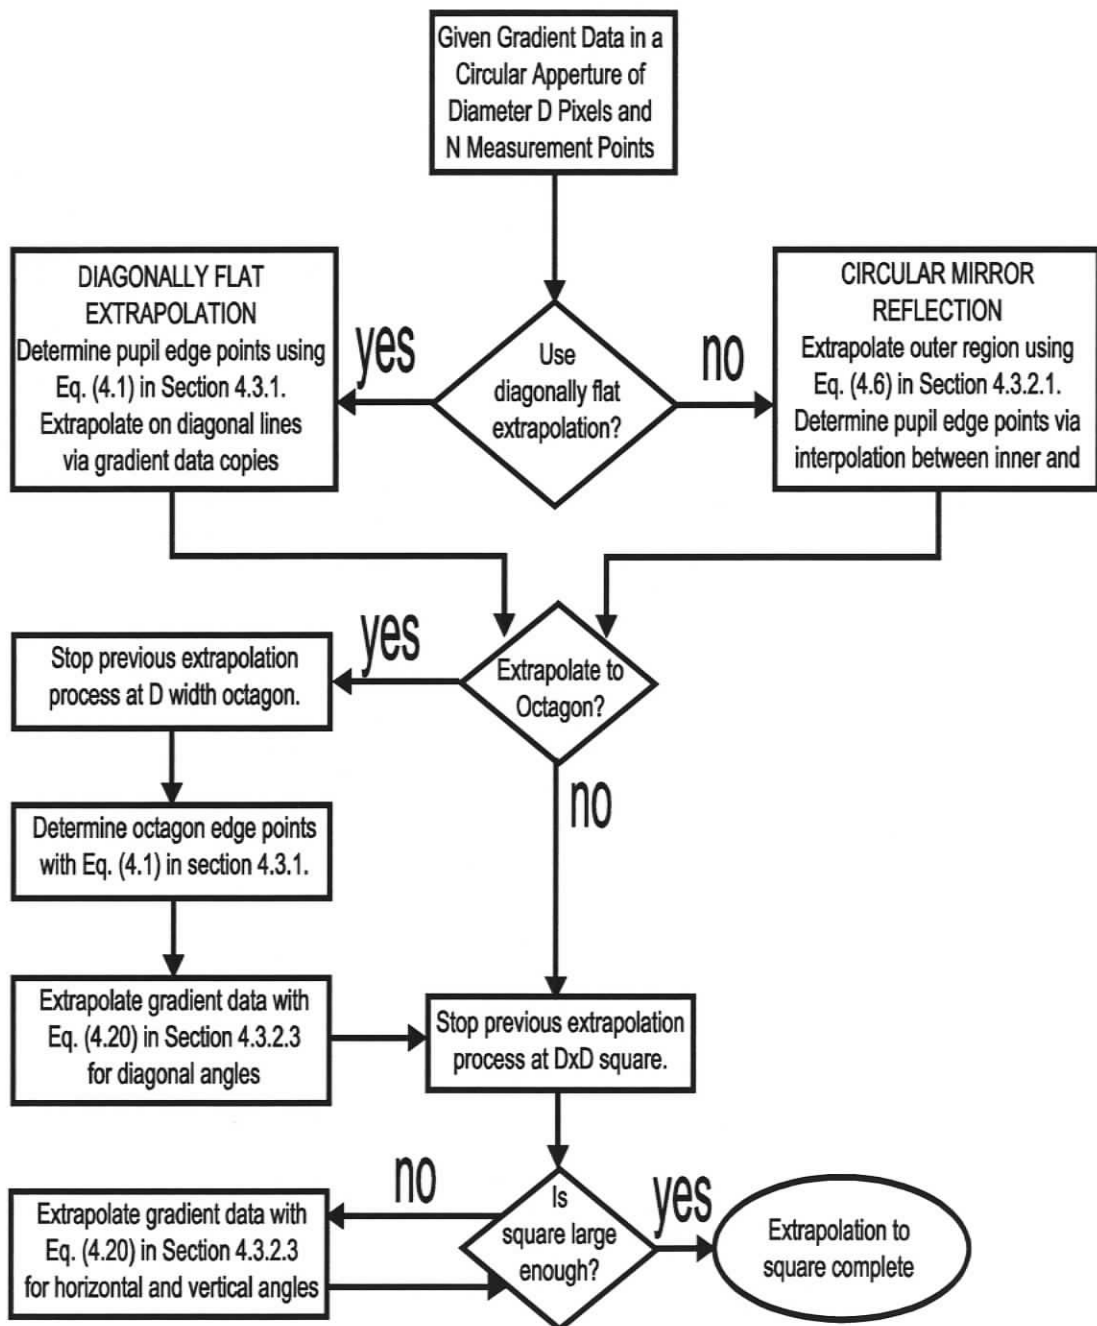 Given Gradient Data in a
Circular Apperture of
Diameter D Pixels and
N Measurement Points
DIAGONALLY FLAT
EXTRAPOLATION
Determine pupil edge points using
Eq. (4.1) in Section 4.3.1.
Extrapolate on diagonal lines
via gradient data copies
yes
Use
diagonally flat
extrapolation?
no
CIRCULAR MIRROR
REFLECTION
Extrapolate outer region using
Eq. (4.6) in Section 4.3.2.1.
Determine pupil edge points via
interpolation between inner and
Extrapolate to
Octagon?
yes
Stop previous extrapolation
process at D width octagon.
no
Determine octagon edge points
with Eq. (4.1) in section 4.3.1.
Extrapolate gradient data with
Eq. (4.20) in Section 4.3.2.3
for diagonal angles
Stop previous extrapolation
process at DxD square.
Is
square large
enough?
no
Extrapolate gradient data with
Eq. (4.20) in Section 4.3.2.3
for horizontal and vertical angles
yes
Extrapolation to
square complete